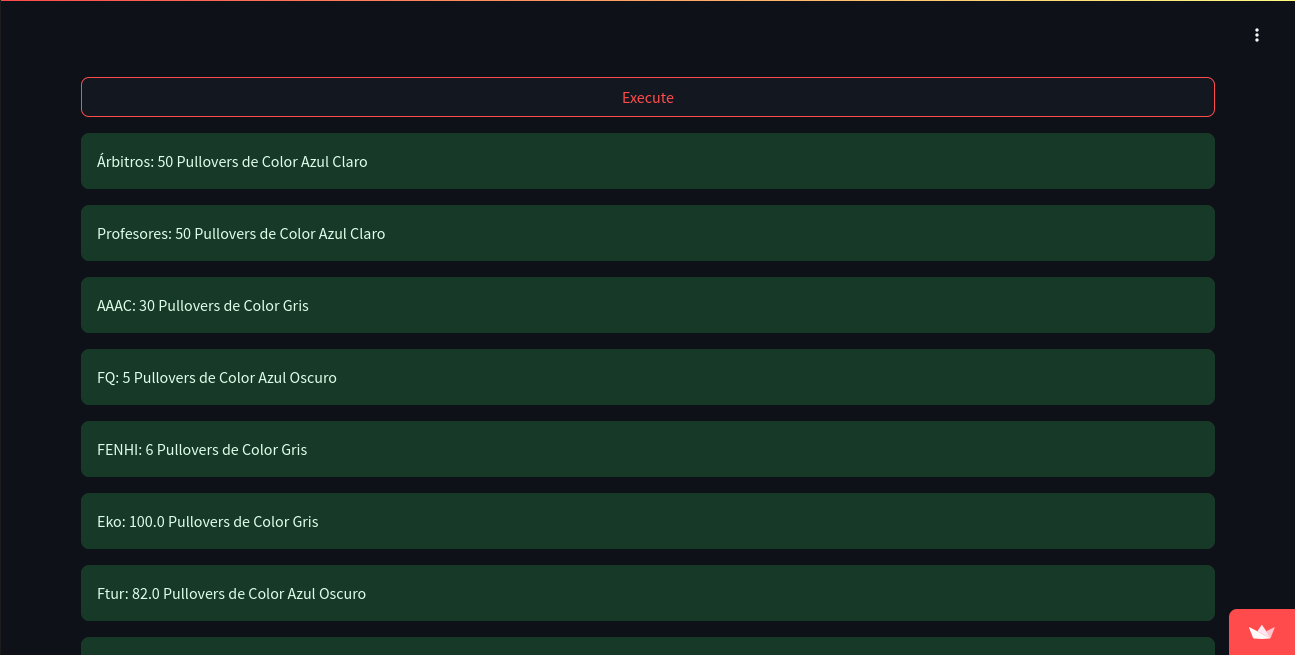 Execute
Árbitros: 50 Pullovers de Color Azul Claro
Profesores: 50 Pullovers de Color Azul Claro
AAAC: 30 Pullovers de Color Gris
FQ: 5 Pullovers de Color Azul Oscuro
FENHI: 6 Pullovers de Color Gris
Eko: 100.0 Pullovers de Color Gris
Ftur: 82.0 Pullovers de Color Azul Oscuro